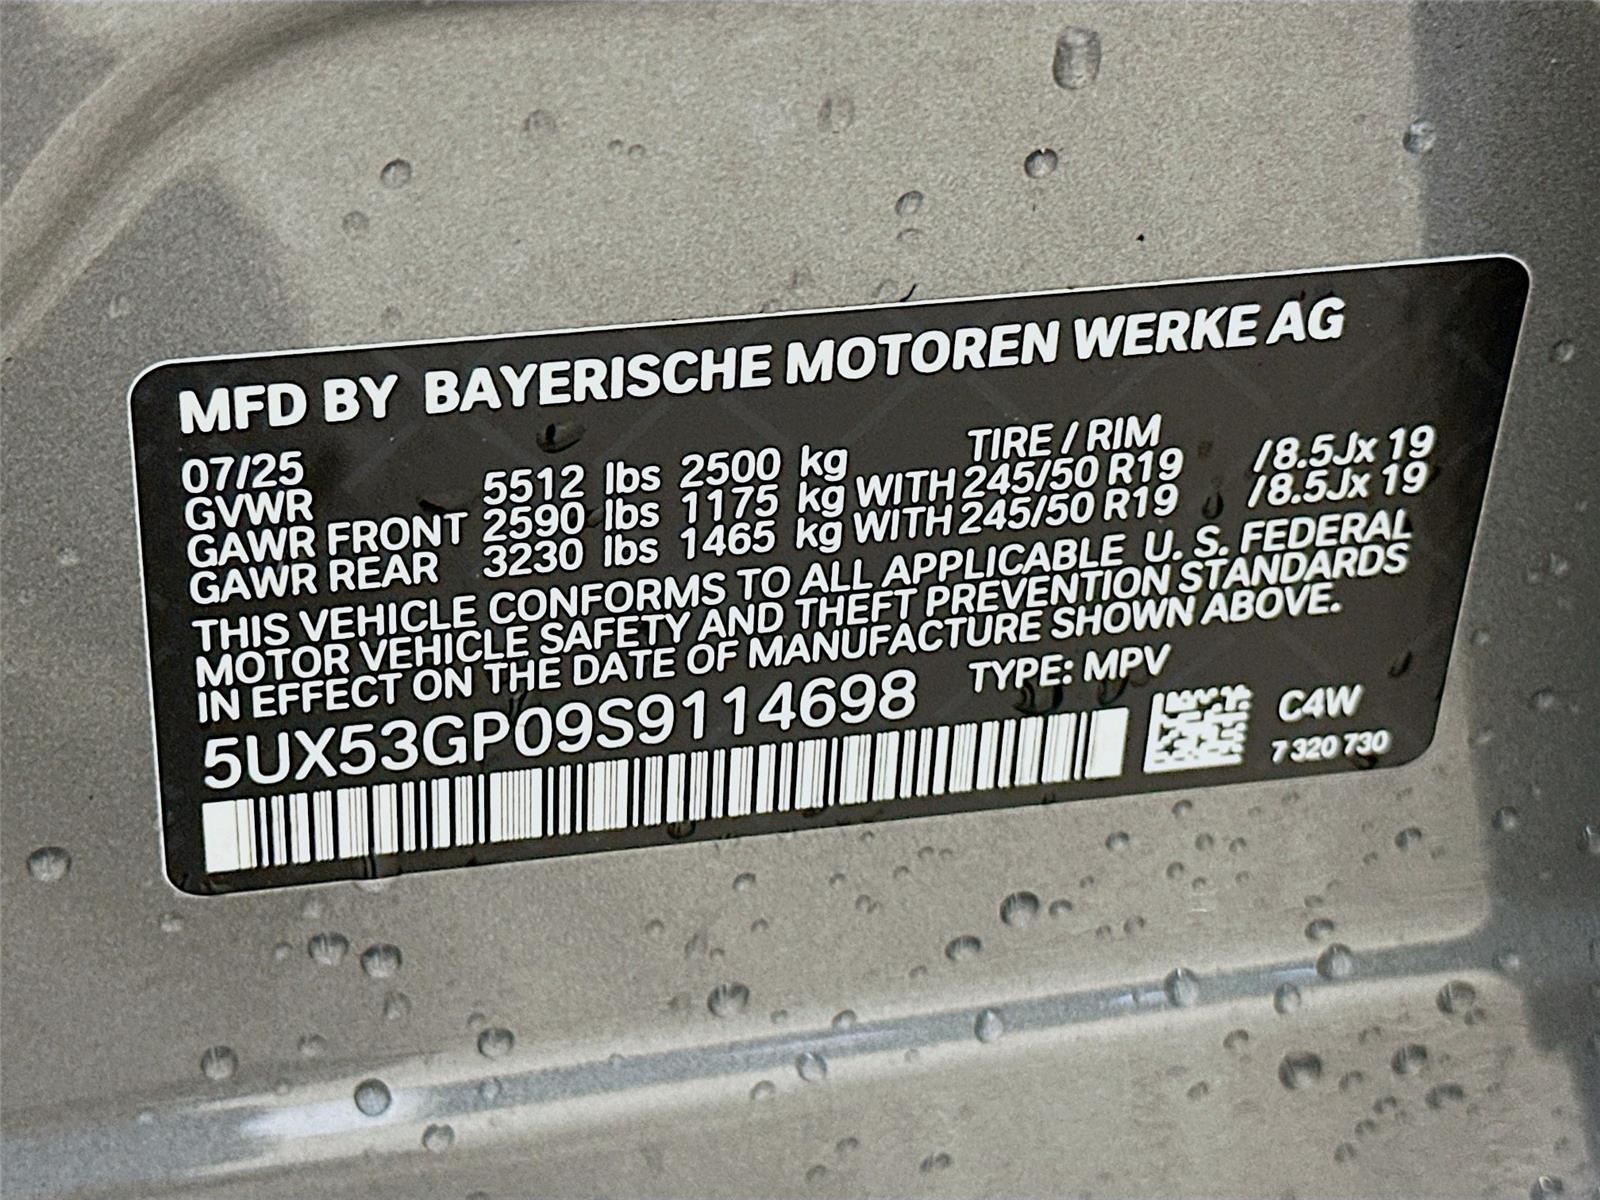 MFD BY BAYERISCHE MOTOREN WERKE AG
07/25 TIRE / RIM
GVWR 5512 lbs 2500 kg
GAWR FRONT 2590 lbs 1175 kg WITH 245/50 R19 /8.5Jx 19
GAWR REAR 3230 lbs 1465 kg WITH 245/50 R19 /8.5Jx 19
THIS VEHICLE CONFORMS TO ALL APPLICABLE U. S. FEDERAL
MOTOR VEHICLE SAFETY AND THEFT PREVENTION STANDARDS
IN EFFECT ON THE DATE OF MANUFACTURE SHOWN ABOVE.
5UX53GP09S9114698 TYPE: MPV
C4W
7 320 730